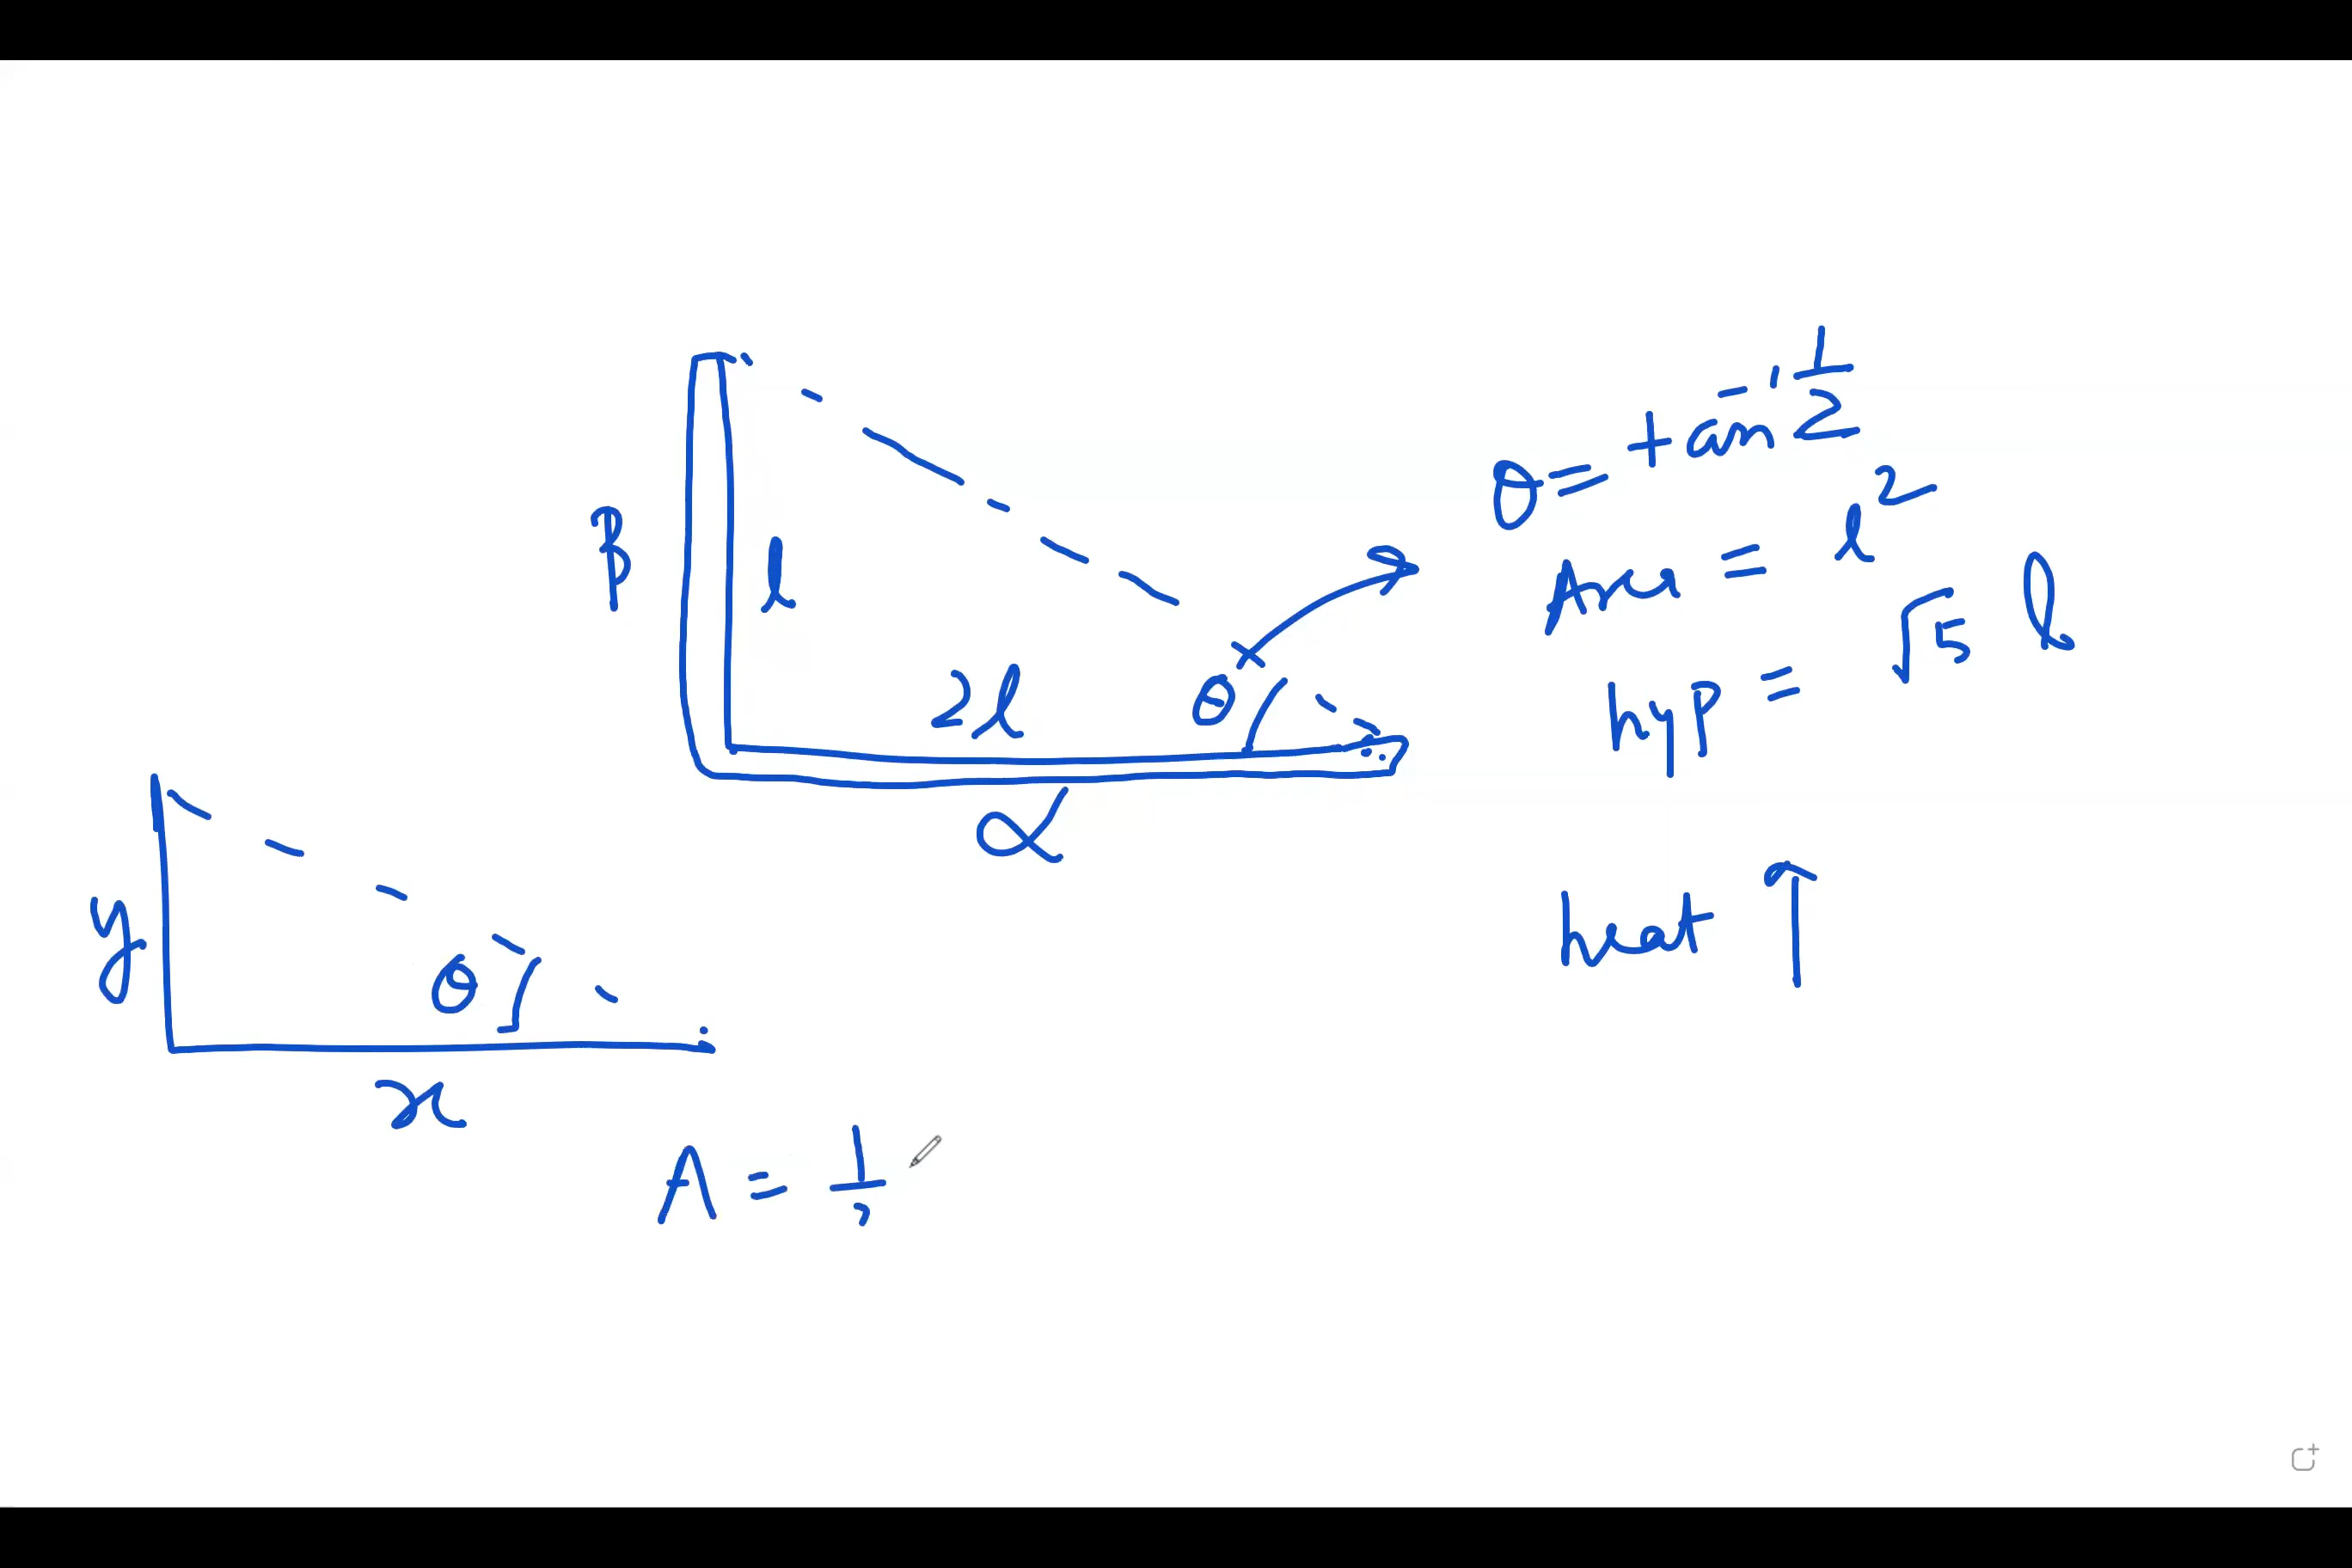 θ = tan⁻¹ 1/2
Area = l²
hyp = √5 l
β
l
2l
θ
α
heat ↑
y
θ
x
A = 1/2